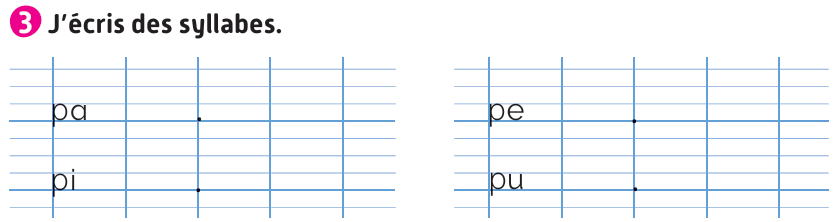 3 J'écris des syllabes.
pa . pe .
pi . pu .